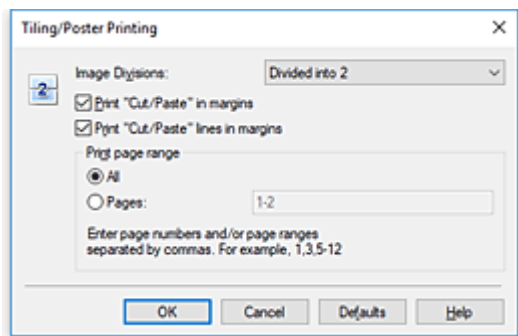 Tiling/Poster Printing
Image Divisions: Divided into 2
2
Print "Cut/Paste" in margins
Print "Cut/Paste" lines in margins
Print page range
All
Pages: 1-2
Enter page numbers and/or page ranges
separated by commas. For example, 1,3,5-12
OK Cancel Defaults Help